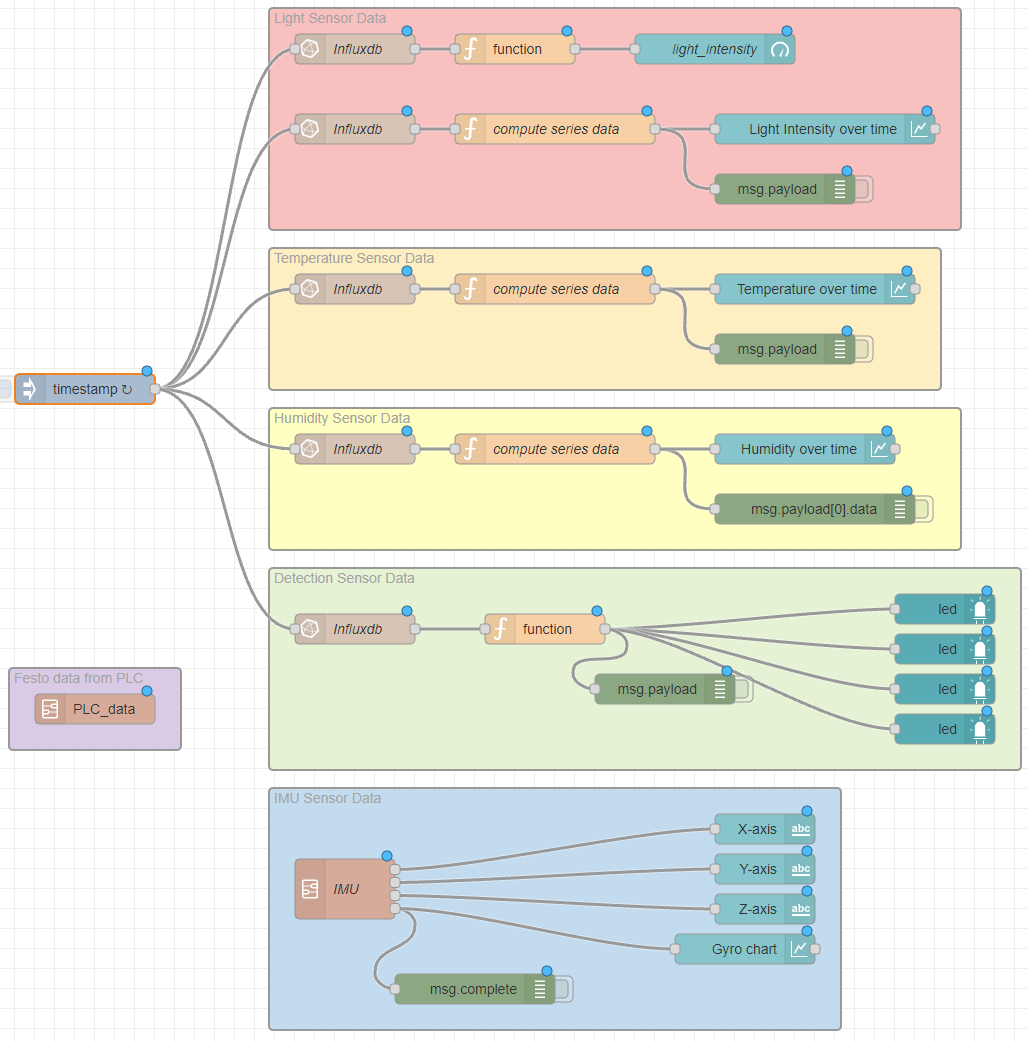 Light Sensor Data
Influxdb
function
light_intensity
Influxdb
compute series data
Light Intensity over time
msg.payload
Temperature Sensor Data
Influxdb
compute series data
Temperature over time
msg.payload
timestamp ↻
Humidity Sensor Data
Influxdb
compute series data
Humidity over time
msg.payload[0].data
Detection Sensor Data
Influxdb
function
led
led
led
led
msg.payload
Festo data from PLC
PLC_data
IMU Sensor Data
IMU
X-axis
abc
Y-axis
abc
Z-axis
abc
Gyro chart
msg.complete